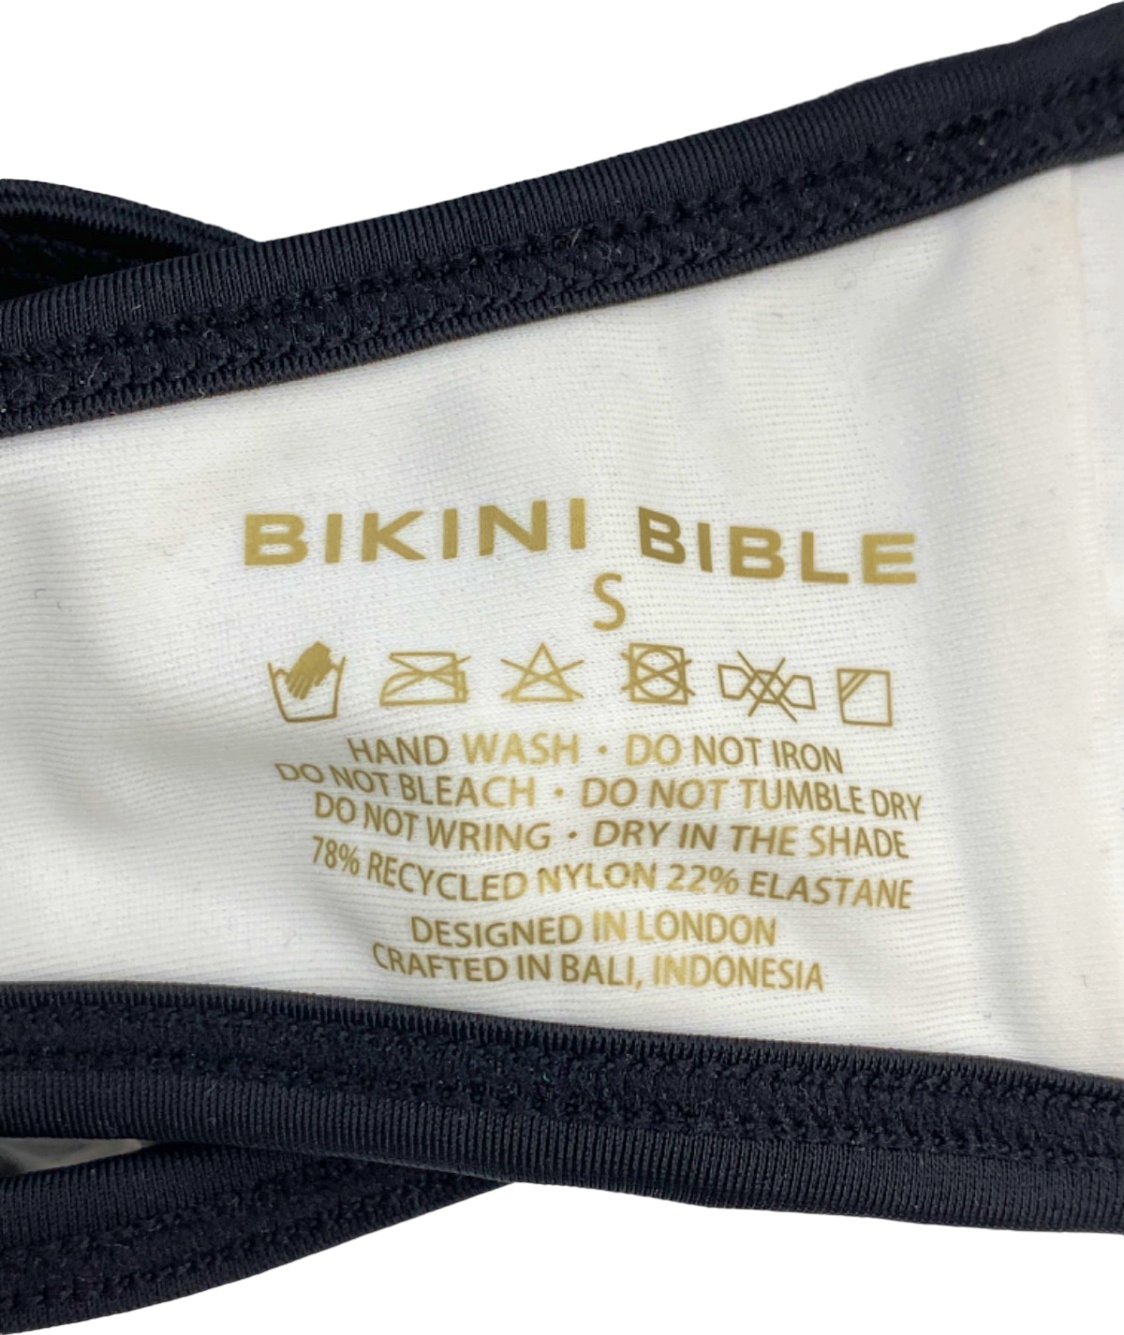 BIKINI BIBLE
S
HAND WASH • DO NOT IRON
DO NOT BLEACH • DO NOT TUMBLE DRY
DO NOT WRING • DRY IN THE SHADE
78% RECYCLED NYLON 22% ELASTANE
DESIGNED IN LONDON
CRAFTED IN BALI, INDONESIA